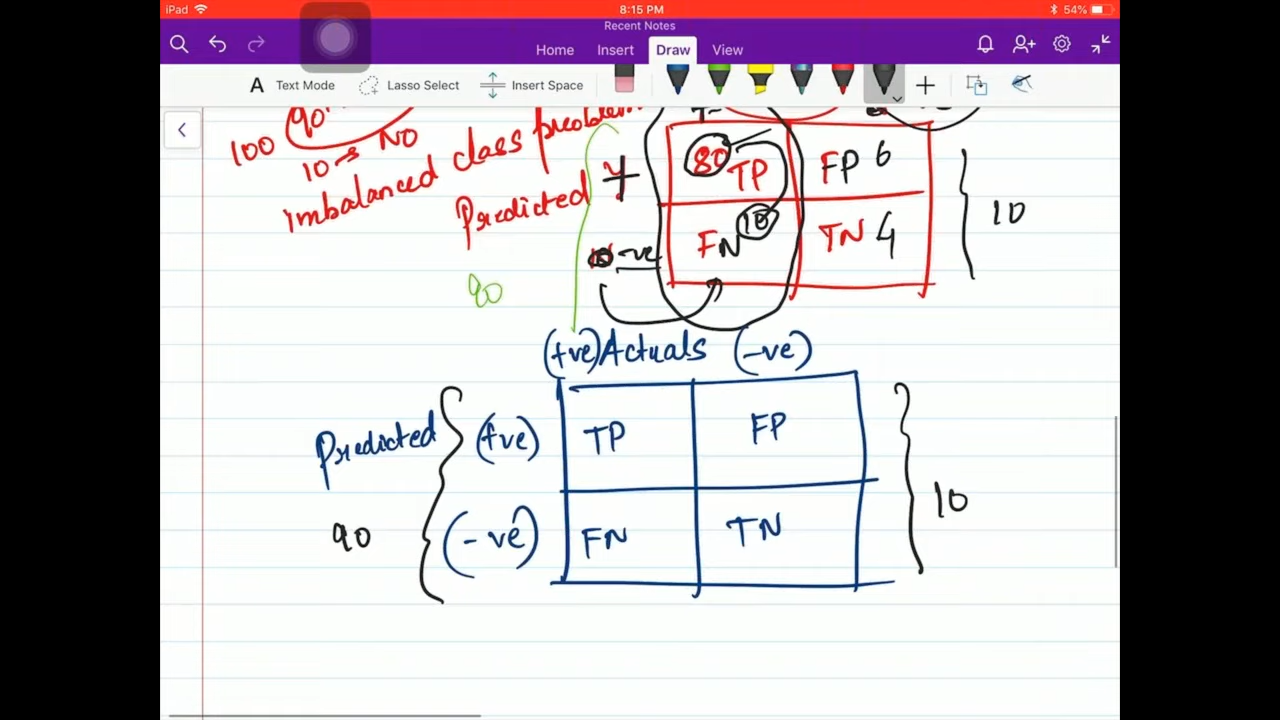 iPad 8:15 PM 54%
Recent Notes
Home Insert Draw View
A Text Mode Lasso Select Insert Space
100 90
10 → NO
imbalanced class problem
Predicted
80 TP FP 6
FN 10 TN 4
-ve
10
90
(+ve) Actuals (-ve)
Predicted (+ve) TP FP
90 (-ve) FN TN
10